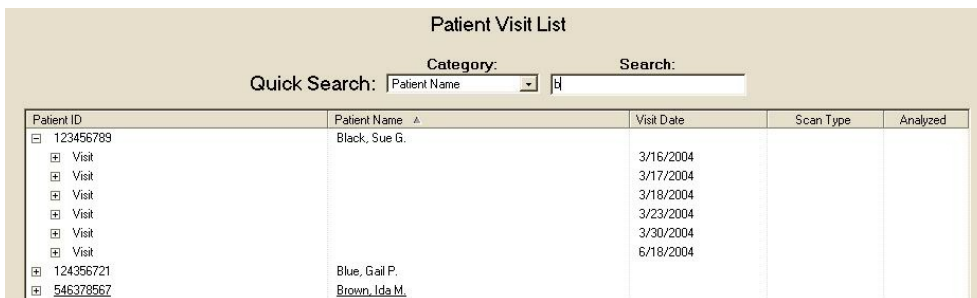 Patient Visit List
Category: Search:
Quick Search: Patient Name b
Patient ID Patient Name Visit Date Scan Type Analyzed
123456789 Black, Sue G.
Visit 3/16/2004
Visit 3/17/2004
Visit 3/18/2004
Visit 3/23/2004
Visit 3/30/2004
Visit 6/18/2004
124356721 Blue, Gail P.
546378567 Brown, Ida M.